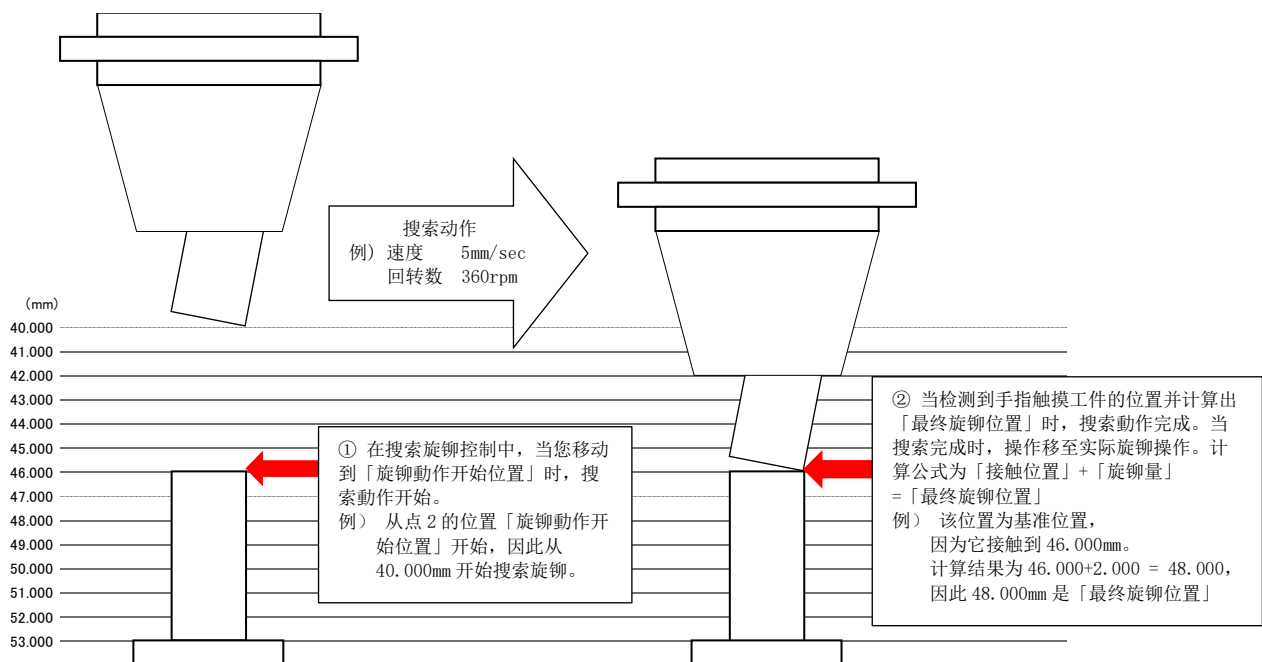 搜索动作
例）速度 5mm/sec
回转数 360rpm
(mm)
40.000
41.000
42.000
43.000
44.000
45.000
46.000
47.000
48.000
49.000
50.000
51.000
52.000
53.000
① 在搜索旋铆控制中，当您移动
到「旋铆動作开始位置」时，搜
索動作开始。
例） 从点 2 的位置「旋铆動作开
始位置」开始，因此从
40.000mm 开始搜索旋铆。
② 当检测到手指触摸工件的位置并计算出
「最终旋铆位置」时，搜索動作完成。当
搜索完成时，操作移至实际旋铆操作。计
算公式为「接触位置」+「旋铆量」
=「最终旋铆位置」
例） 该位置为基准位置，
因为它接触到 46.000mm。
计算结果为 46.000+2.000 = 48.000，
因此 48.000mm 是「最终旋铆位置」